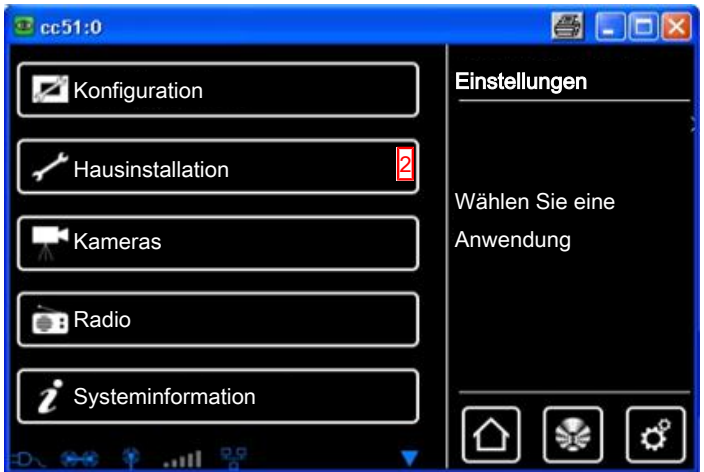 cc51:0
Konfiguration
Hausinstallation 2
Kameras
Radio
Systeminformation
Einstellungen
Wählen Sie eine
Anwendung